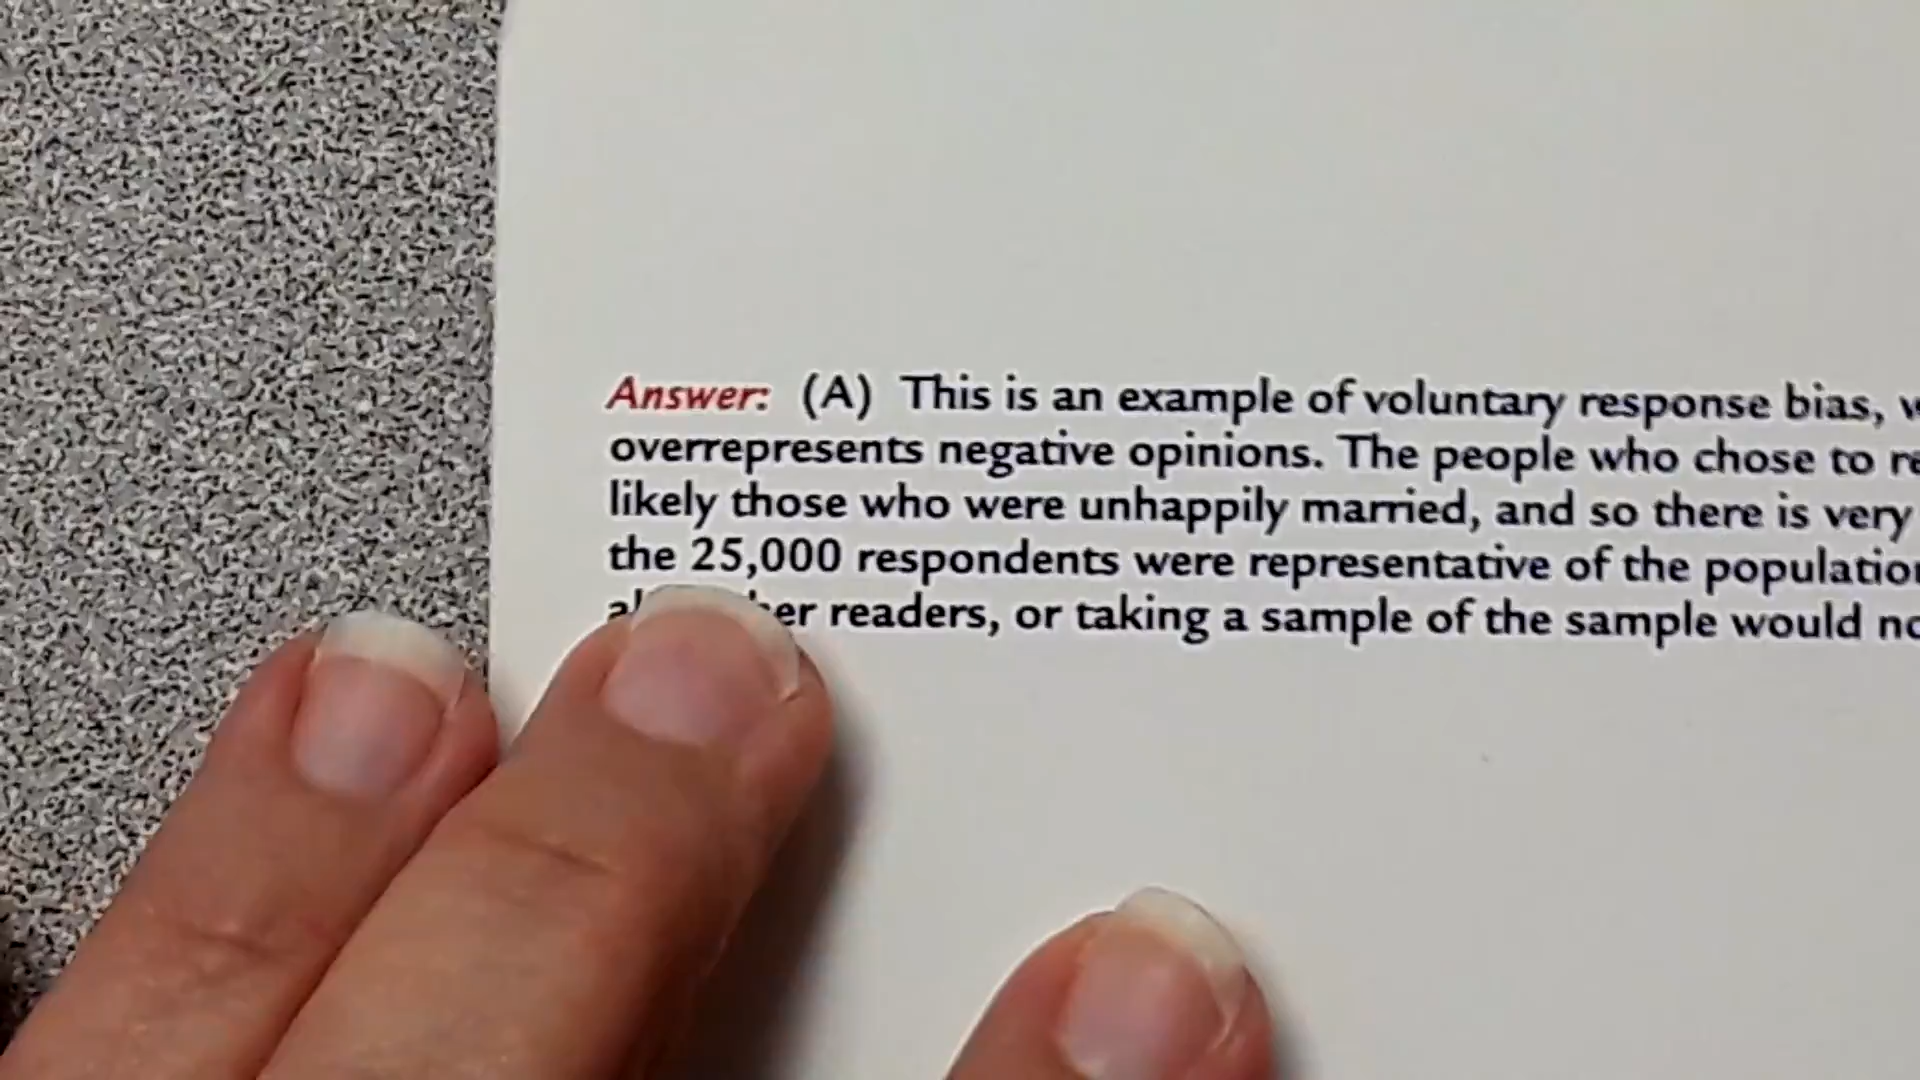 Answer: (A) This is an example of voluntary response bias,
overrepresents negative opinions. The people who chose to
likely those who were unhappily married, and so there is very
the 25,000 respondents were representative of the
readers, or taking a sample of the sample would